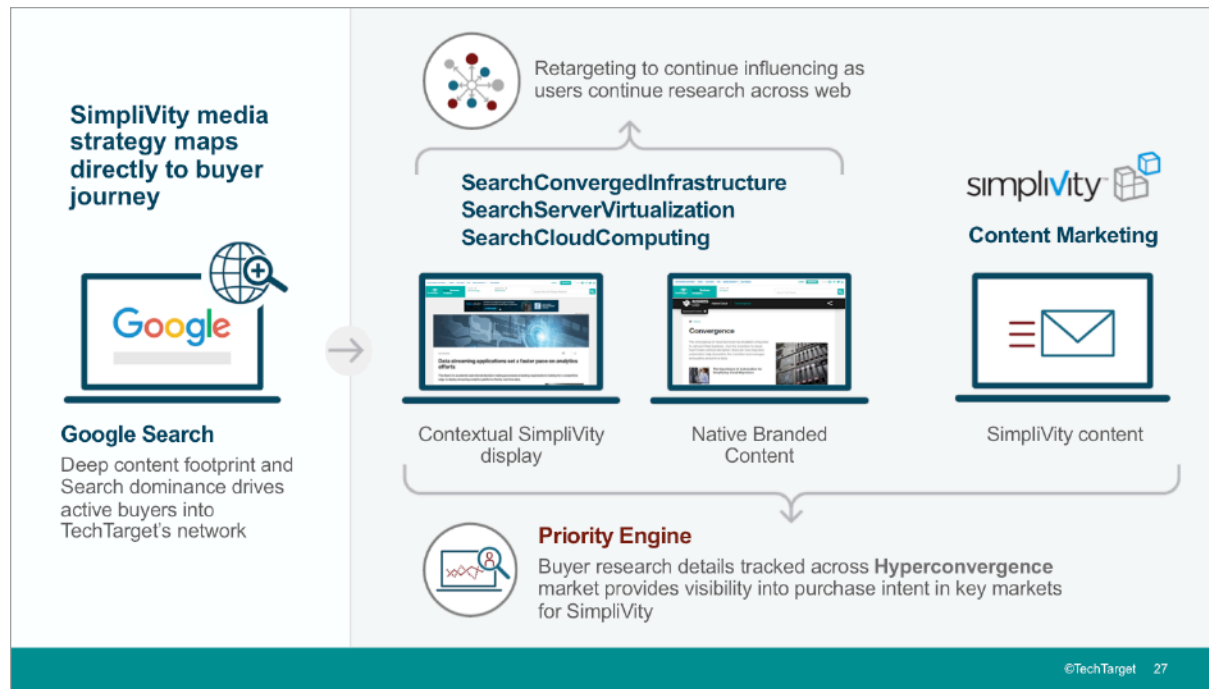 SimpliVity media
strategy maps
directly to buyer
journey
Google
Google Search
Deep content footprint and
Search dominance drives
active buyers into
TechTarget's network
Retargeting to continue influencing as
users continue research across web
SearchConvergedInfrastructure
SearchServerVirtualization
SearchCloudComputing
Data streaming applications set a faster pace on analytics
efforts
Contextual SimpliVity
display
Convergence
Native Branded
Content
simplivity™
Content Marketing
SimpliVity content
Priority Engine
Buyer research details tracked across Hyperconvergence
market provides visibility into purchase intent in key markets
for SimpliVity
©TechTarget 27